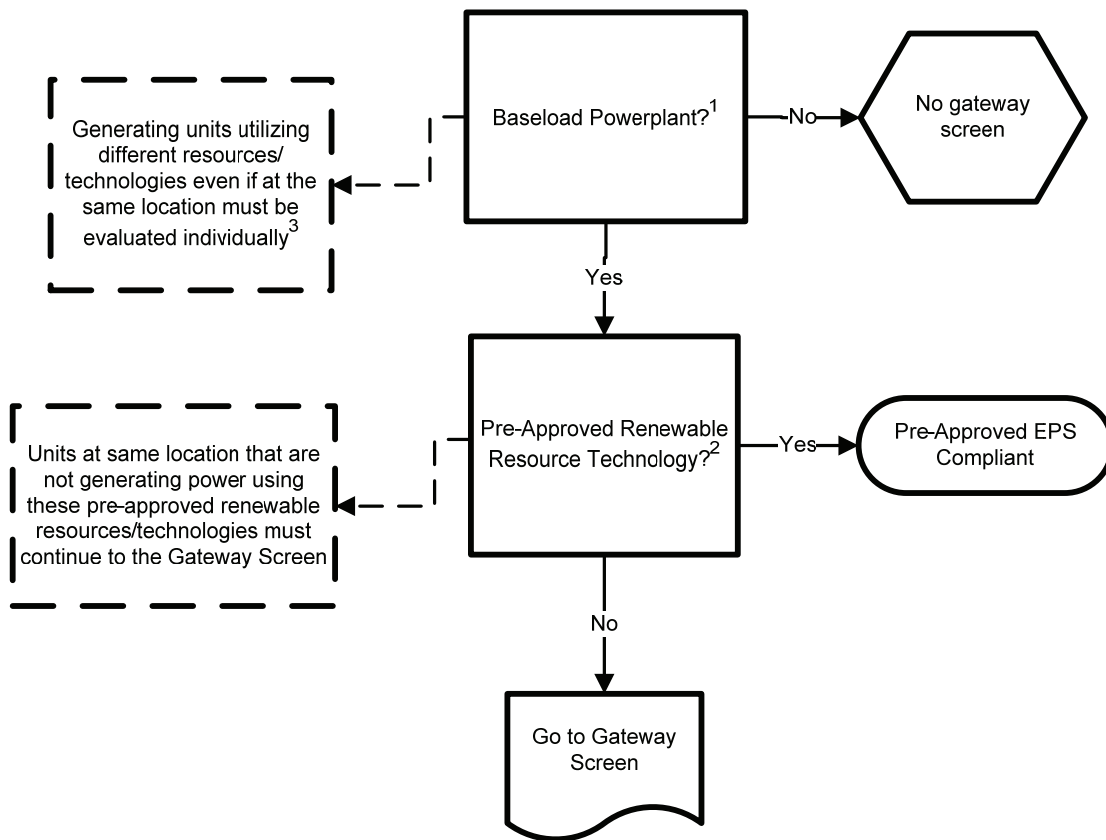 Baseload Powerplant?1
No
No gateway
screen
Generating units utilizing
different resources/
technologies even if at the
same location must be
evaluated individually3
Yes
Pre-Approved Renewable
Resource Technology?2
Yes
Pre-Approved EPS
Compliant
Units at same location that are
not generating power using
these pre-approved renewable
resources/technologies must
continue to the Gateway Screen
No
Go to Gateway
Screen